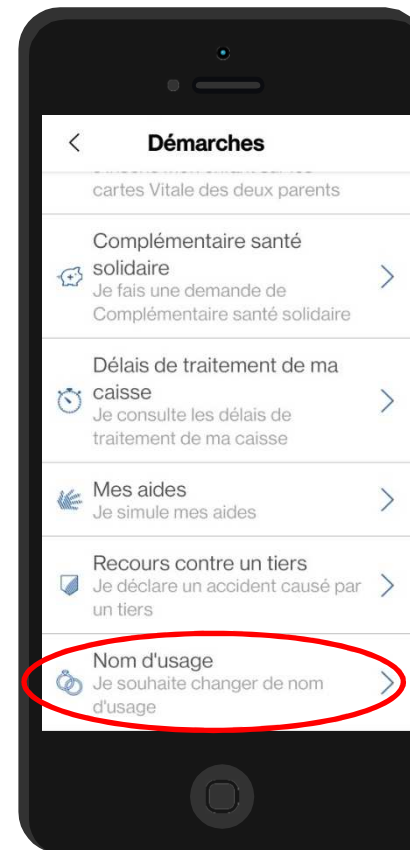 Démarches
cartes Vitale des deux parents
Complémentaire santé
solidaire
Je fais une demande de
Complémentaire santé solidaire
Délais de traitement de ma
caisse
Je consulte les délais de
traitement de ma caisse
Mes aides
Je simule mes aides
Recours contre un tiers
Je déclare un accident causé par
un tiers
Nom d'usage
Je souhaite changer de nom
d'usage